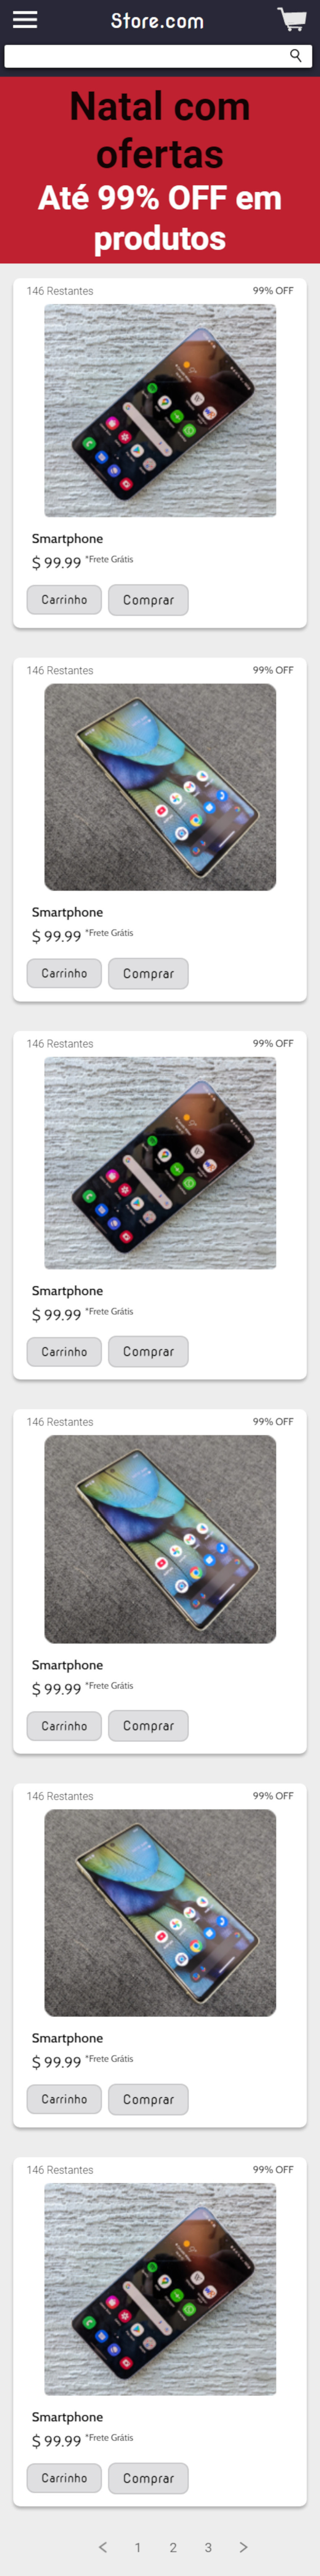 Store.com
Natal com
ofertas
Até 99% OFF em
produtos
146 Restantes 99% OFF
Smartphone
$ 99.99 *Frete Grátis
Carrinho Comprar
146 Restantes 99% OFF
Smartphone
$ 99.99 *Frete Grátis
Carrinho Comprar
146 Restantes 99% OFF
Smartphone
$ 99.99 *Frete Grátis
Carrinho Comprar
146 Restantes 99% OFF
Smartphone
$ 99.99 *Frete Grátis
Carrinho Comprar
146 Restantes 99% OFF
Smartphone
$ 99.99 *Frete Grátis
Carrinho Comprar
146 Restantes 99% OFF
Smartphone
$ 99.99 *Frete Grátis
Carrinho Comprar
< 1 2 3 >